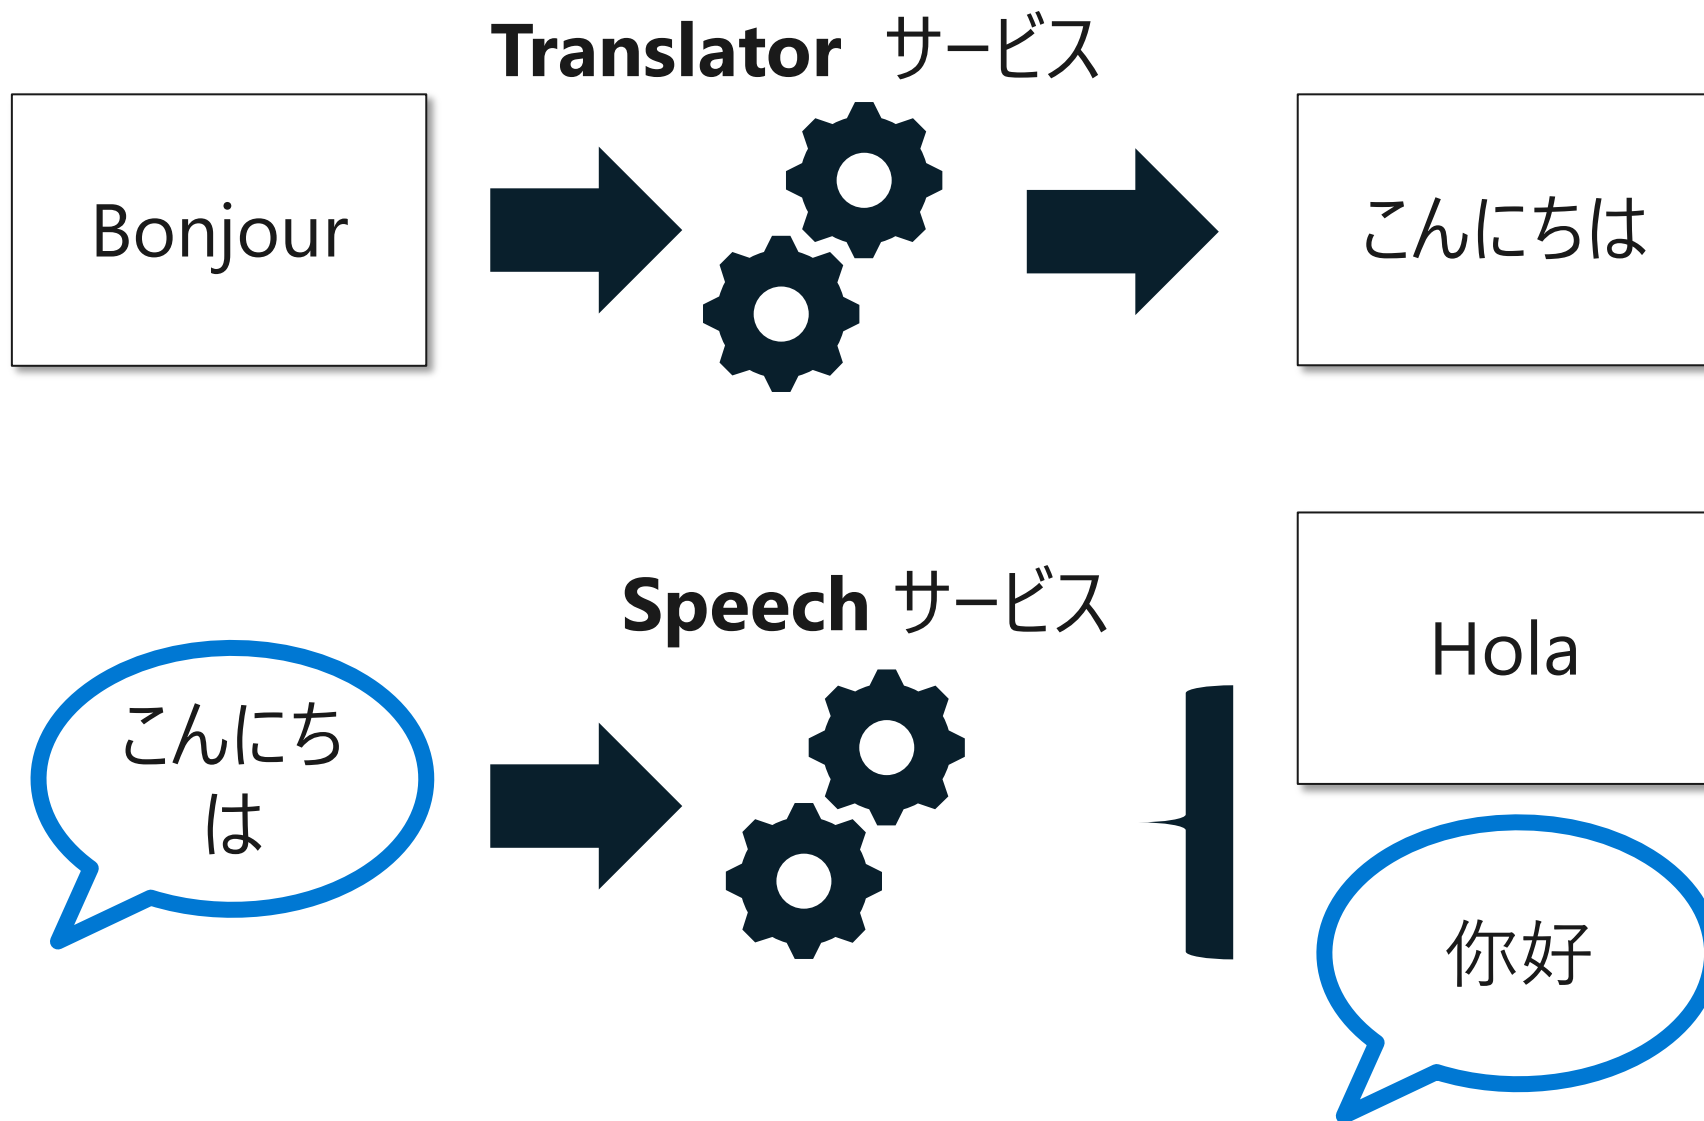 Translator サービス
Bonjour
こんにちは
Speech サービス
こんにち
は
Hola
你好